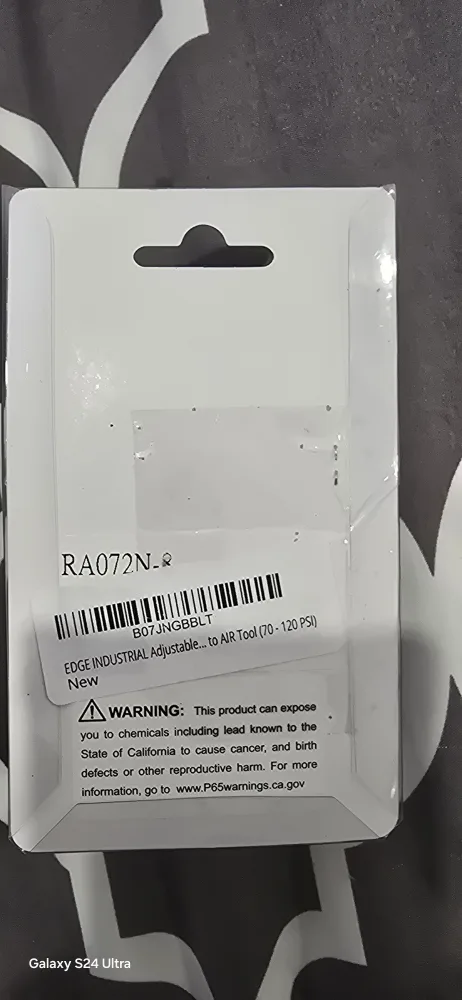 RA072N-8
B07JNGBBLT
EDGE INDUSTRIAL Adjustable... to AIR Tool (70 - 120 PSI)
New
WARNING: This product can expose
you to chemicals including lead known to the
State of California to cause cancer, and birth
defects or other reproductive harm. For more
information, go to www.P65warnings.ca.gov
Galaxy S24 Ultra